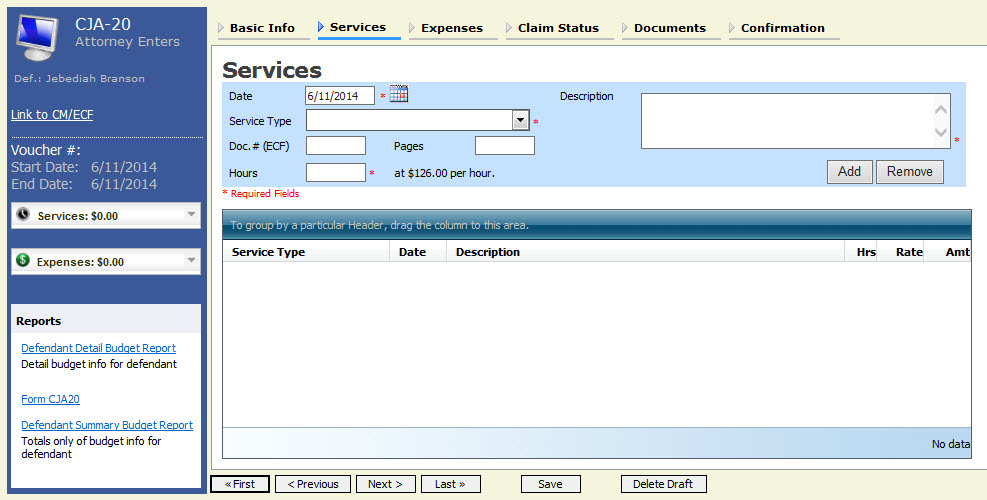 CJA-20
Attorney Enters
Def.: Jebediah Branson
Link to CM/ECF
Voucher #:
Start Date: 6/11/2014
End Date: 6/11/2014
Services: $0.00
Expenses: $0.00
Reports
Defendant Detail Budget Report
Detail budget info for defendant
Form CJA20
Defendant Summary Budget Report
Totals only of budget info for
defendant
Basic Info Services Expenses Claim Status Documents Confirmation
Services
Date 6/11/2014 * Description
Service Type *
Doc.# (ECF) Pages *
Hours * at $126.00 per hour. Add Remove
* Required Fields
To group by a particular Header, drag the column to this area.
Service Type Date Description Hrs Rate Amt
No data
«First < Previous Next > Last » Save Delete Draft